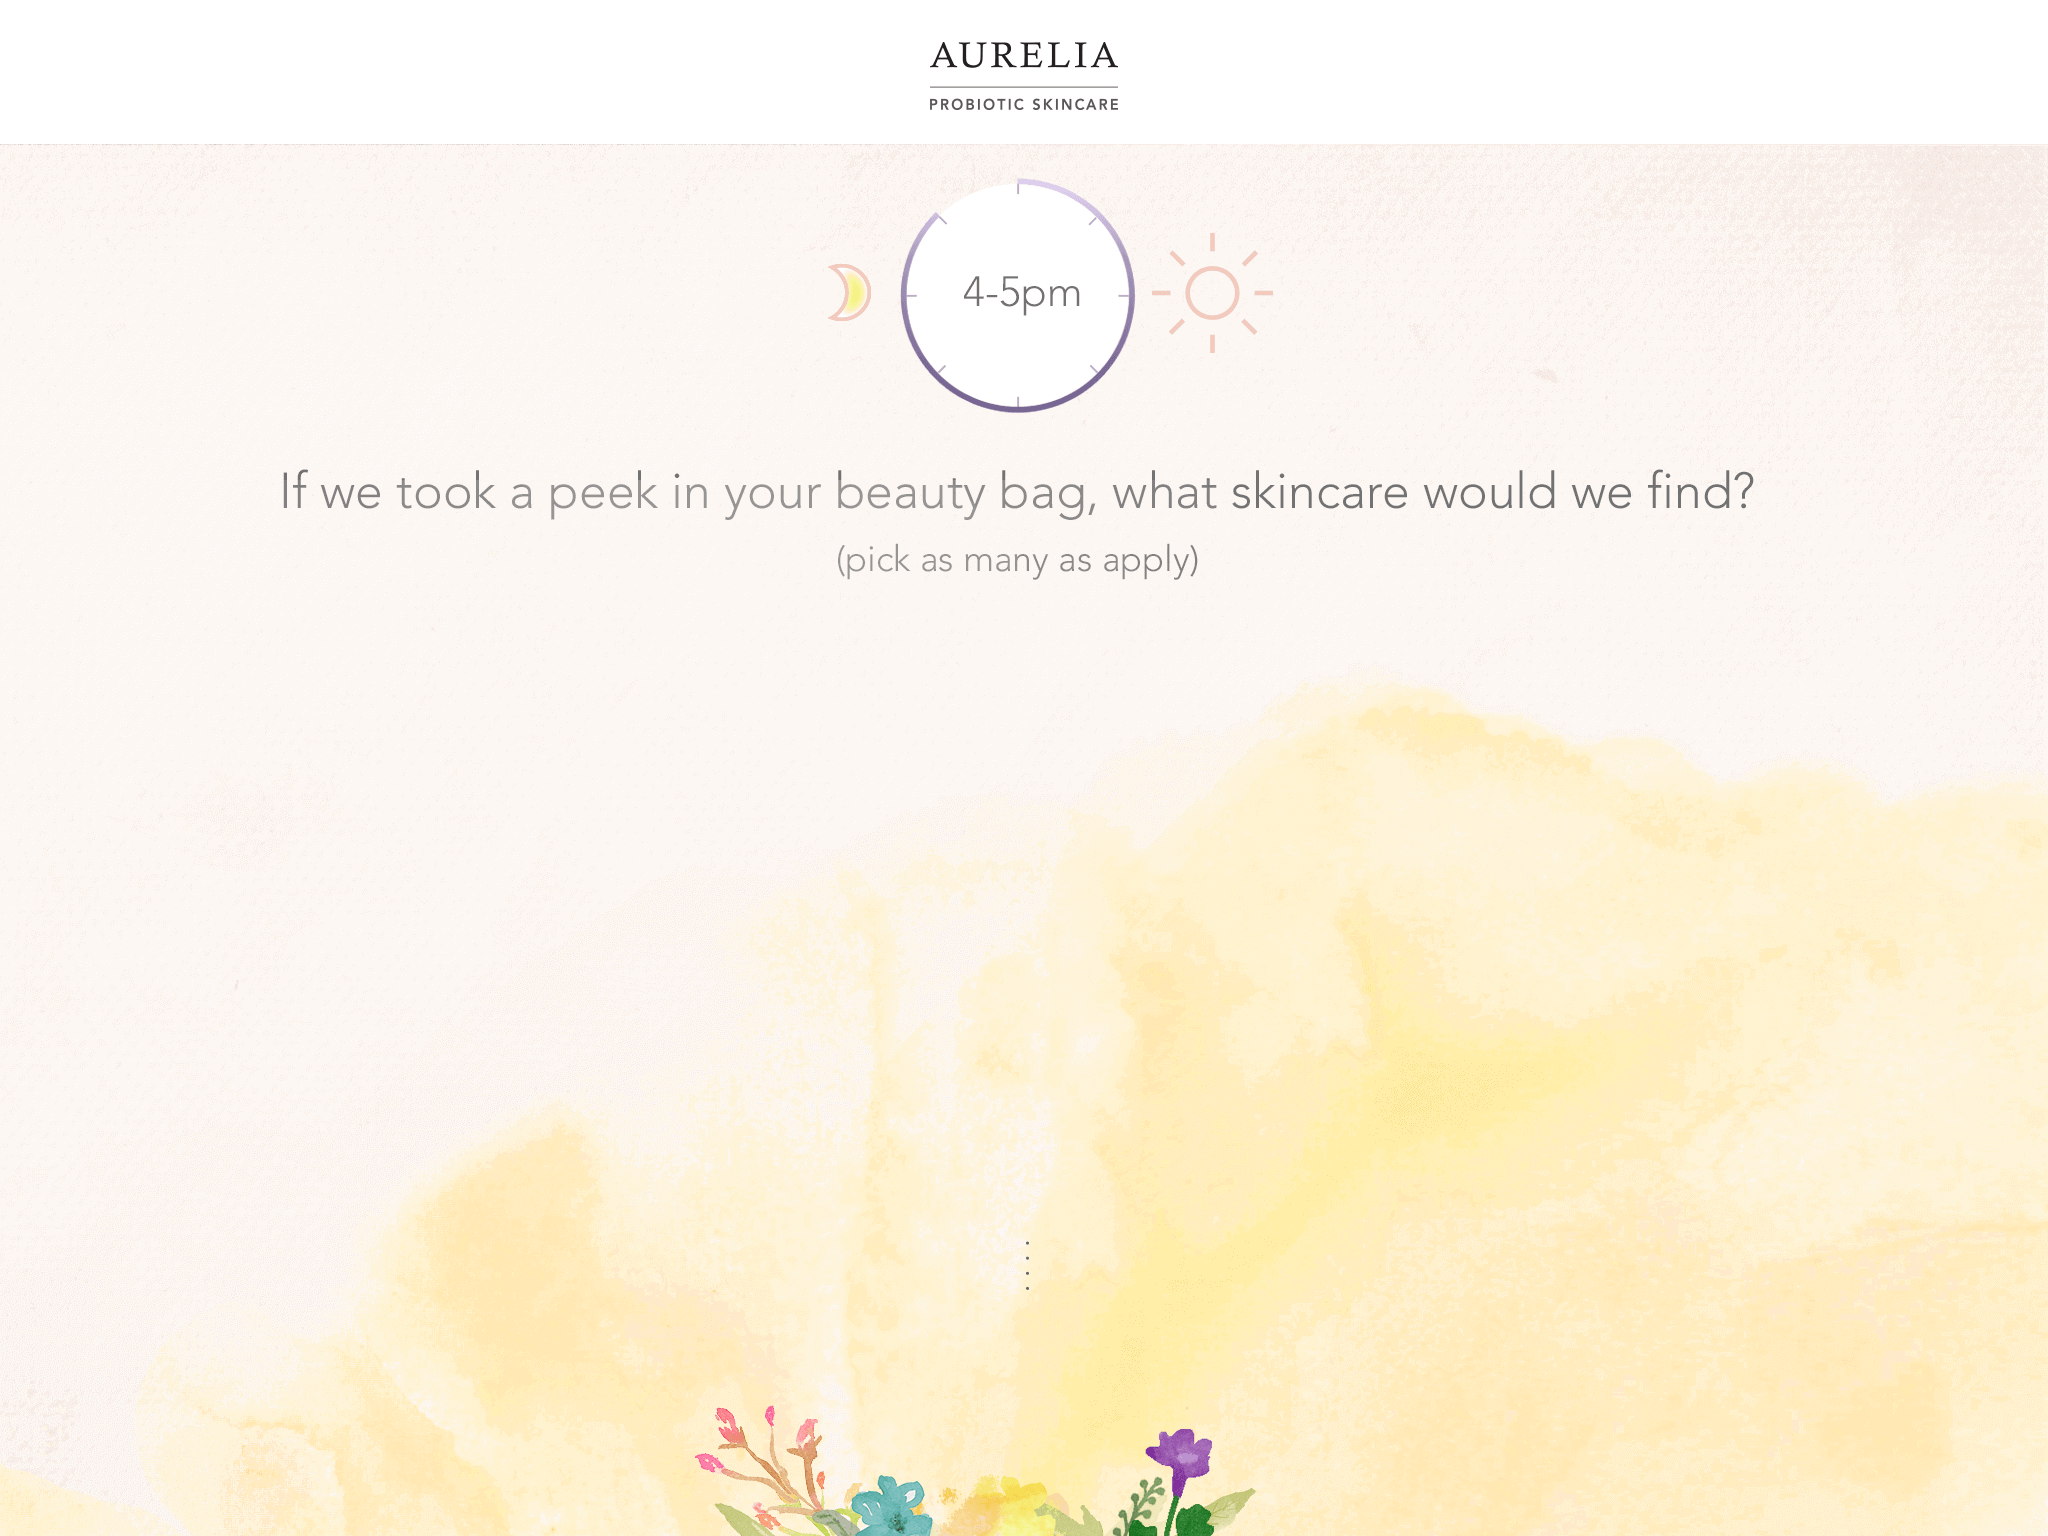 AURELIA
PROBIOTIC SKINCARE
4-5pm
If we took a peek in your beauty bag, what skincare would we find?
(pick as many as apply)